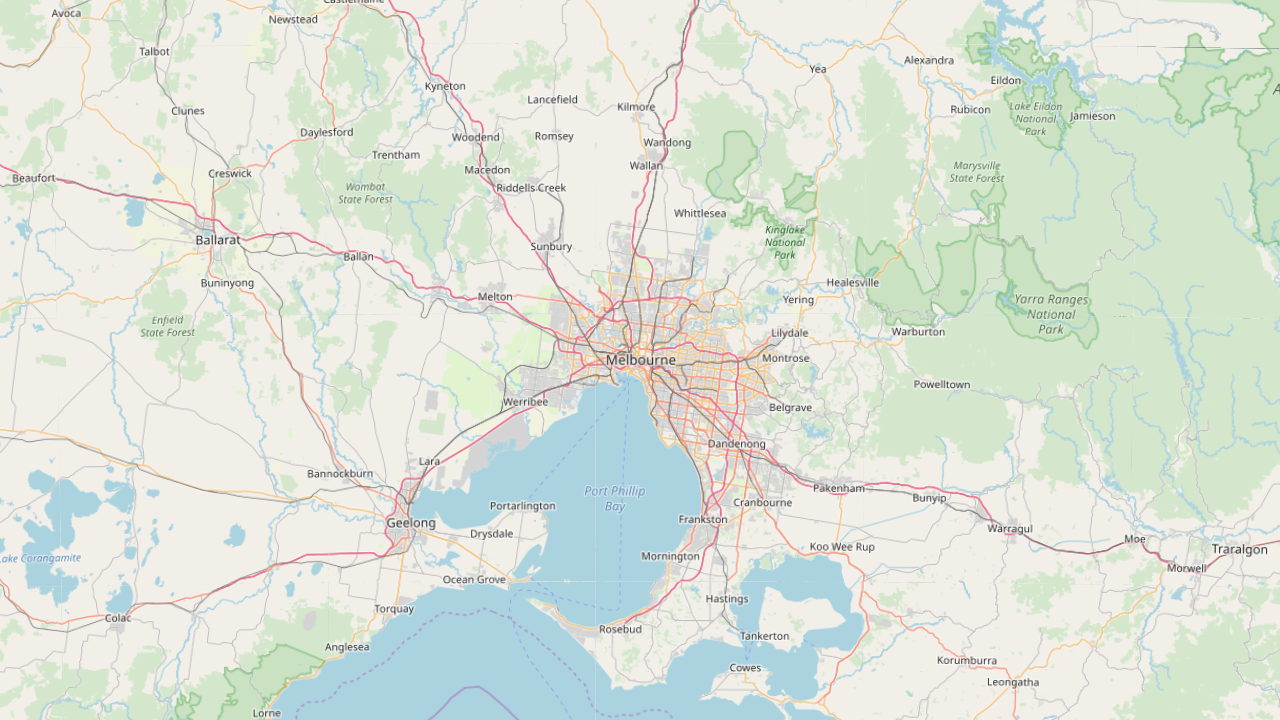 Castlemaine
Avoca
Newstead
Talbot
Yea
Alexandra
Eildon
Kyneton
Lancefield
Kilmore
Rubicon
Lake Eildon
National
Park
Jamieson
Clunes
Daylesford
Woodend
Romsey
Wandong
Trentham
Macedon
Wallan
Marysville
State Forest
Beaufort
Creswick
Wombat
State Forest
Riddells Creek
Whittlesea
Kinglake
National
Park
Ballarat
Sunbury
Ballan
Buninyong
Melton
Healesville
Yering
Yarra Ranges
National
Park
Enfield
State Forest
Lilydale
Warburton
Melbourne
Montrose
Powelltown
Werribee
Belgrave
Dandenong
Lara
Bannockburn
Pakenham
Port Phillip
Bay
Portarlington
Cranbourne
Bunyip
Geelong
Frankston
Warragul
Drysdale
Koo Wee Rup
Moe
Traralgon
Lake Corangamite
Mornington
Morwell
Ocean Grove
Hastings
Torquay
Colac
Rosebud
Tankerton
Anglesea
Cowes
Korumburra
Leongatha
Lorne